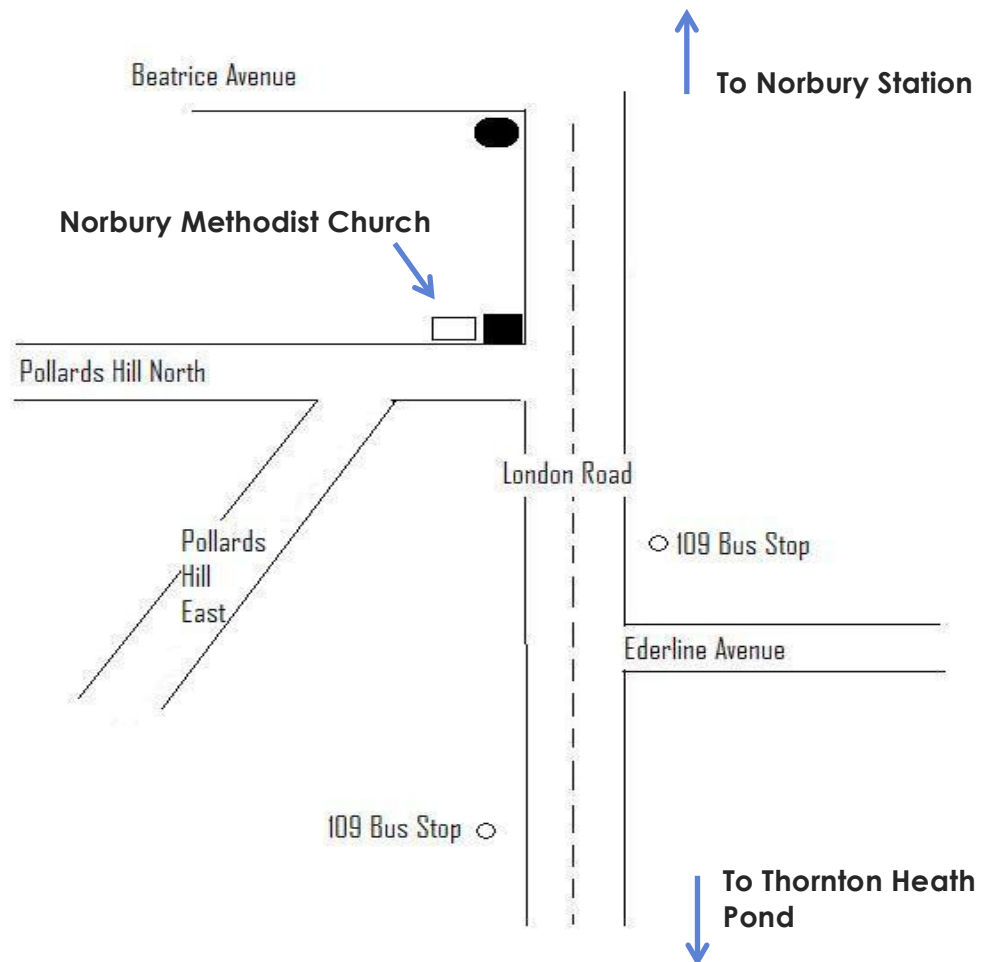 Beatrice Avenue
To Norbury Station
Norbury Methodist Church
Pollards Hill North
London Road
Pollards
Hill
East
109 Bus Stop
Ederline Avenue
109 Bus Stop
To Thornton Heath
Pond